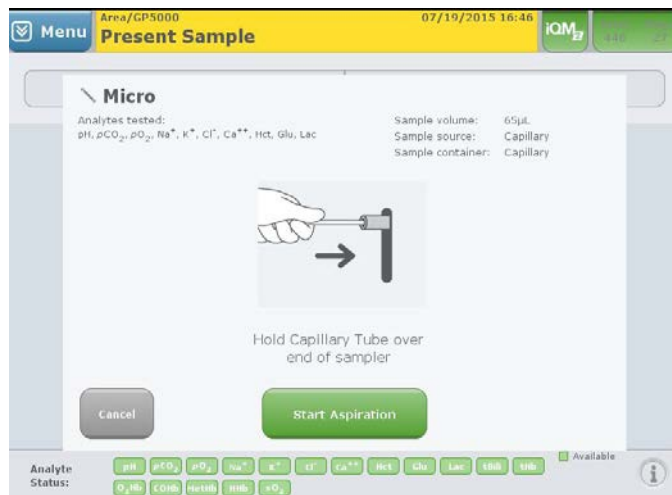 Area/GP5000
07/19/2015 16:46
Menu
Present Sample
iQM2
446 27
Micro
Analytes tested:
pH, pCO2, pO2, Na+, K+, Cl-, Ca++, Hct, Glu, Lac
Sample volume: 65µL
Sample source: Capillary
Sample container: Capillary
Hold Capillary Tube over
end of sampler
Cancel
Start Aspiration
Available
Analyte
Status:
pH pCO2 pO2 Na+ K+ Cl- Ca++ Hct Glu Lac tBili tHb
O2Hb COHb MetHb HHb sO2